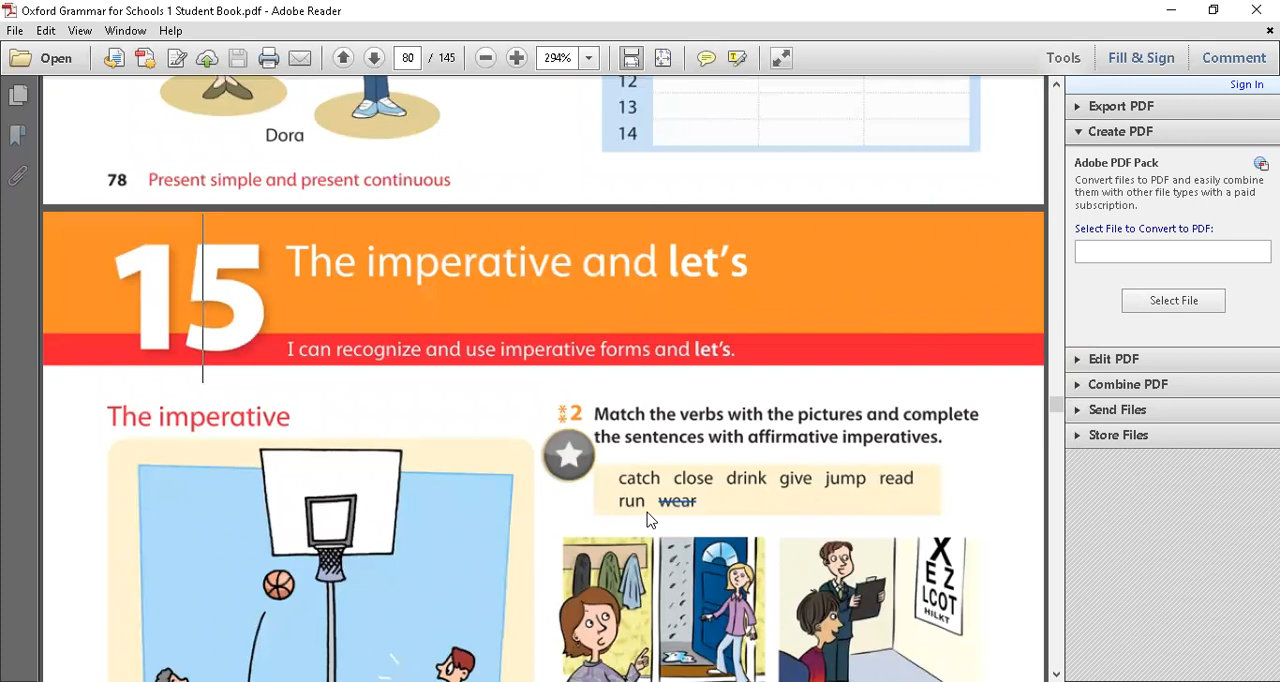 Oxford Grammar for Schools 1 Student Book.pdf - Adobe Reader
File Edit View Window Help
Open 80 / 145 294% Tools Fill & Sign Comment
Sign In
Export PDF
Create PDF
Adobe PDF Pack
Convert files to PDF and easily combine
them with other file types with a paid
subscription.
Select File to Convert to PDF:
Select File
Edit PDF
Combine PDF
Send Files
Store Files
Dora
12
13
14
78 Present simple and present continuous
15 The imperative and let's
I can recognize and use imperative forms and let's.
The imperative
2 Match the verbs with the pictures and complete
the sentences with affirmative imperatives.
catch close drink give jump read
run wear
X
E Z
LCOT
HILKT